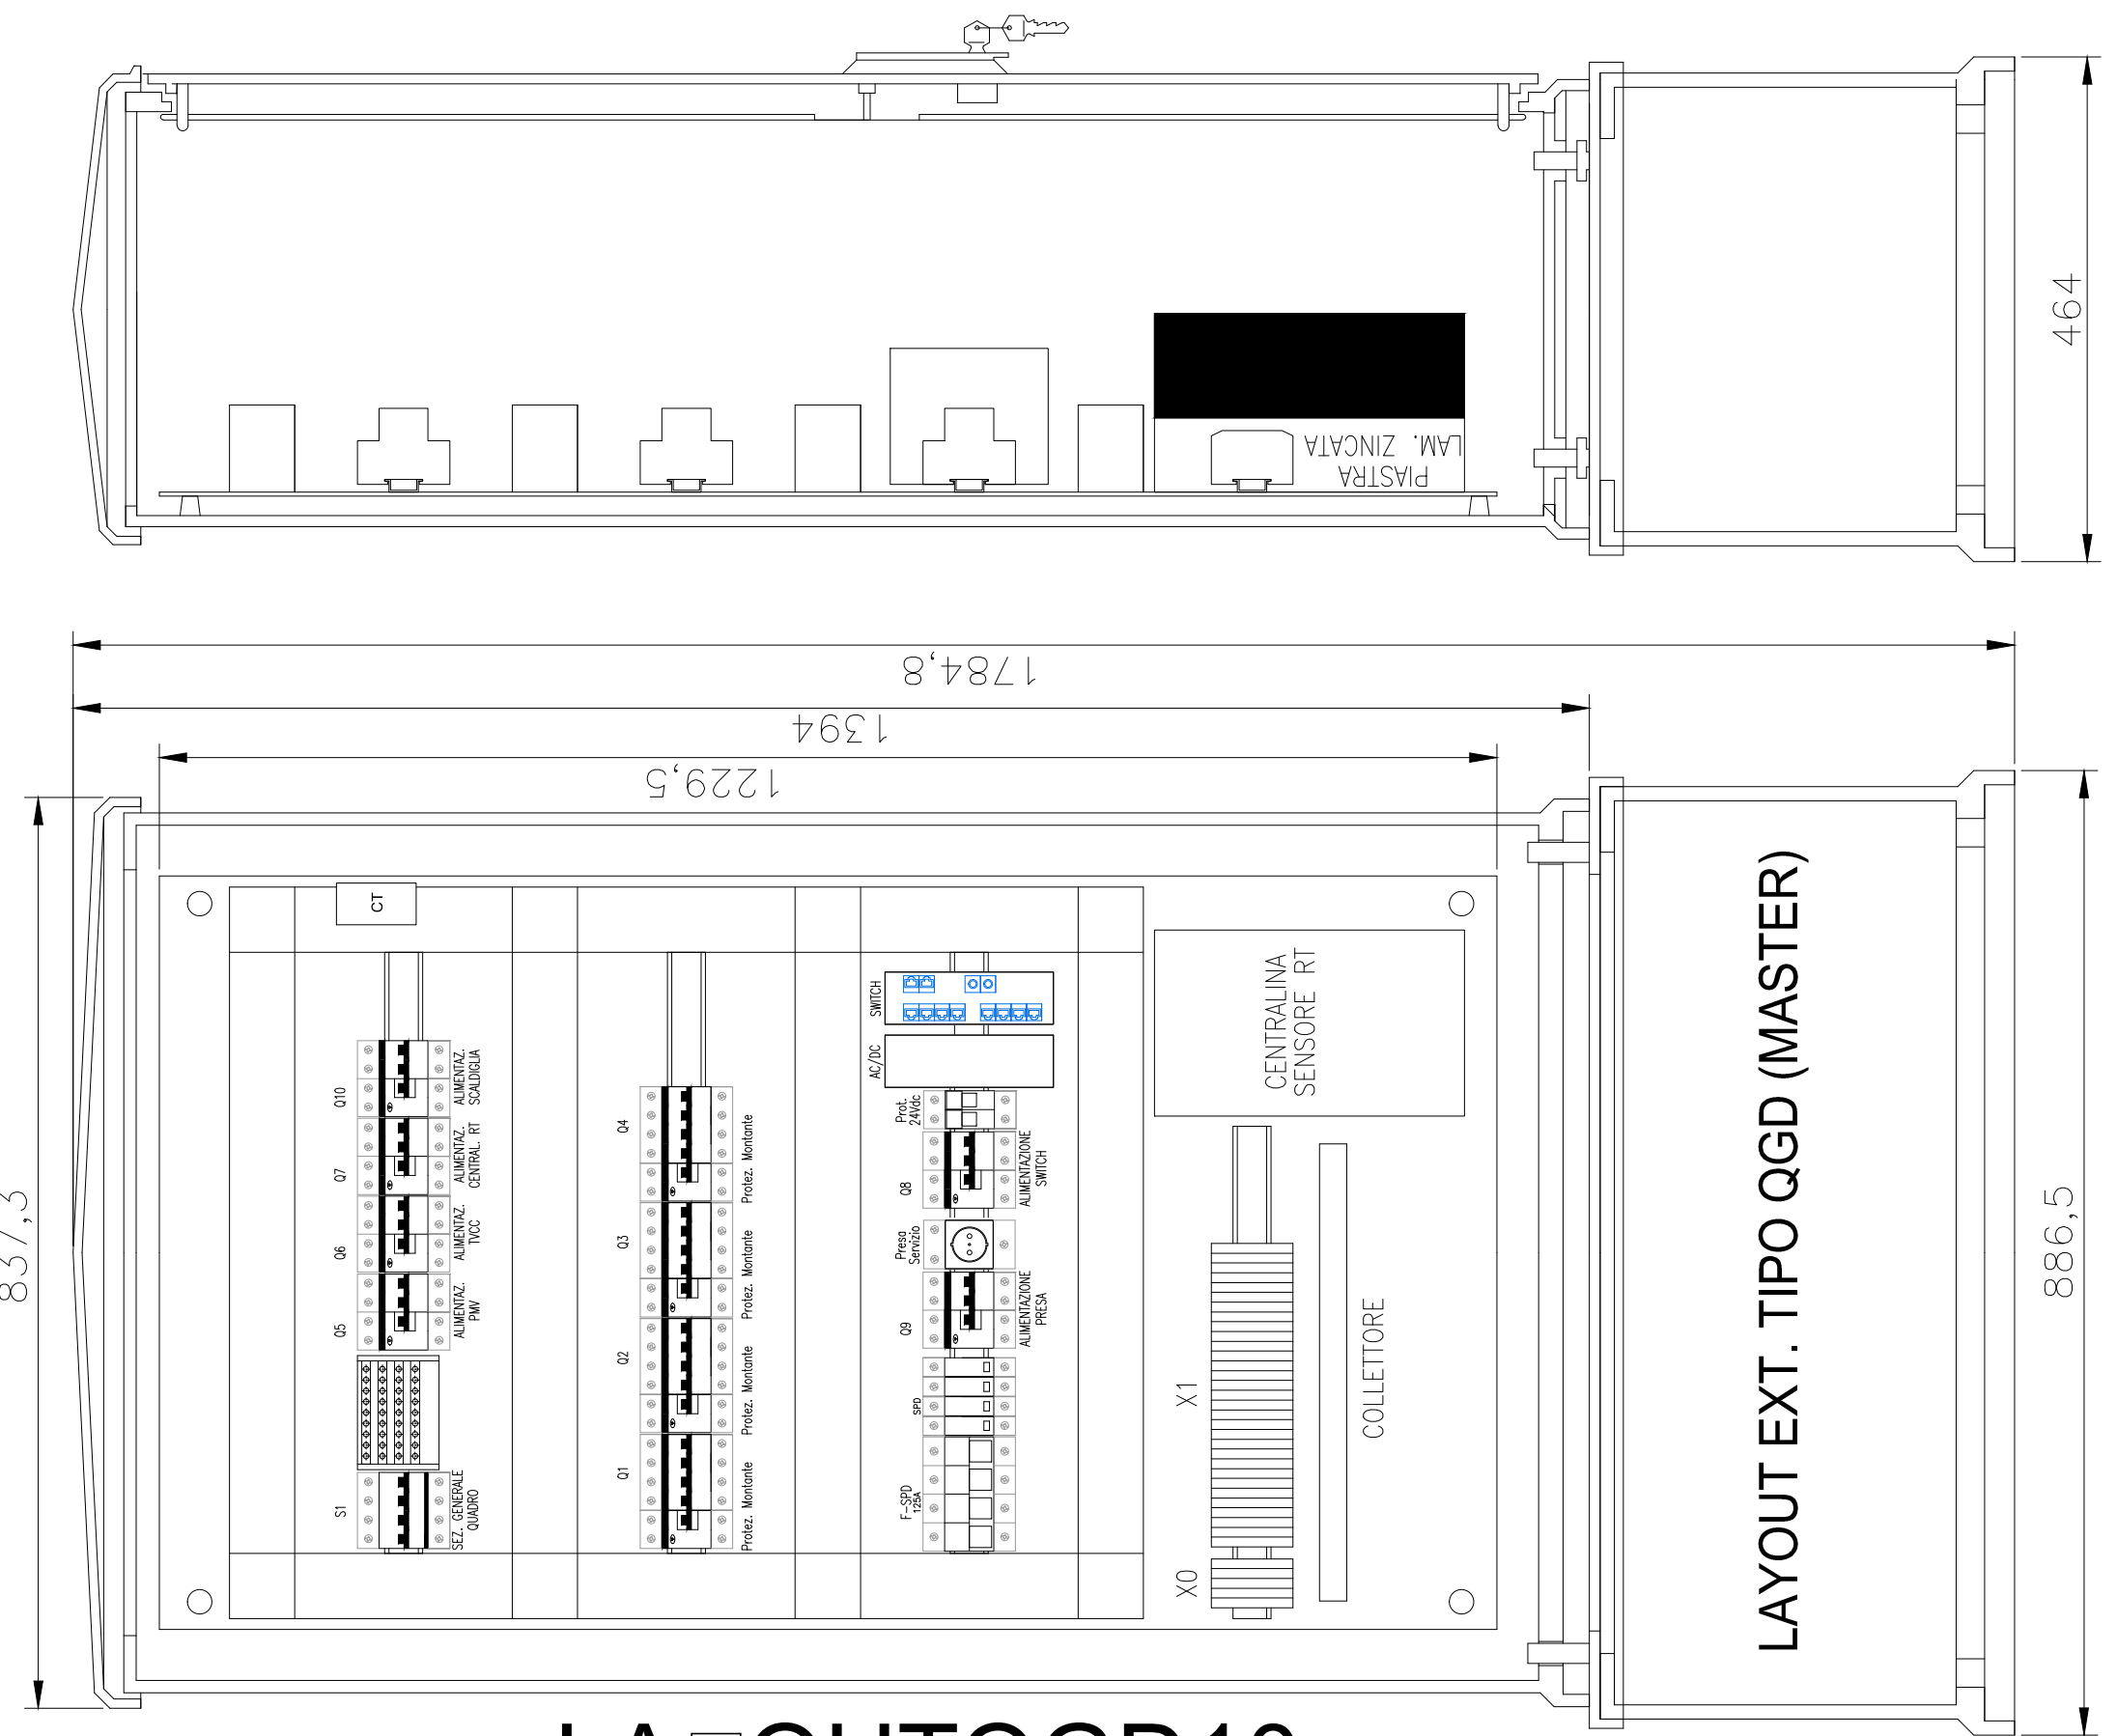 464
PIASTRA
LAM. ZINCATA
1784,8
1394
1229,5
837,3
886,5
CT
S1
SEZ. GENERALE
QUADRO
Q5
ALIMENTAZ.
PMV
Q6
ALIMENTAZ.
TVCC
Q7
ALIMENTAZ.
CENTRAL. RT
Q10
ALIMENTAZ.
SCALDIGLIA
Q1
Protez. Montante
Q2
Protez. Montante
Q3
Protez. Montante
Q4
Protez. Montante
F-SPD
125A
SPD
Q9
ALIMENTAZIONE
PRESA
Presa
Servizio
Q8
ALIMENTAZIONE
SWITCH
Prot.
24Vdc
AC/DC
SWITCH
CENTRALINA
SENSORE RT
X0
X1
COLLETTORE
LAYOUT EXT. TIPO QGD (MASTER)